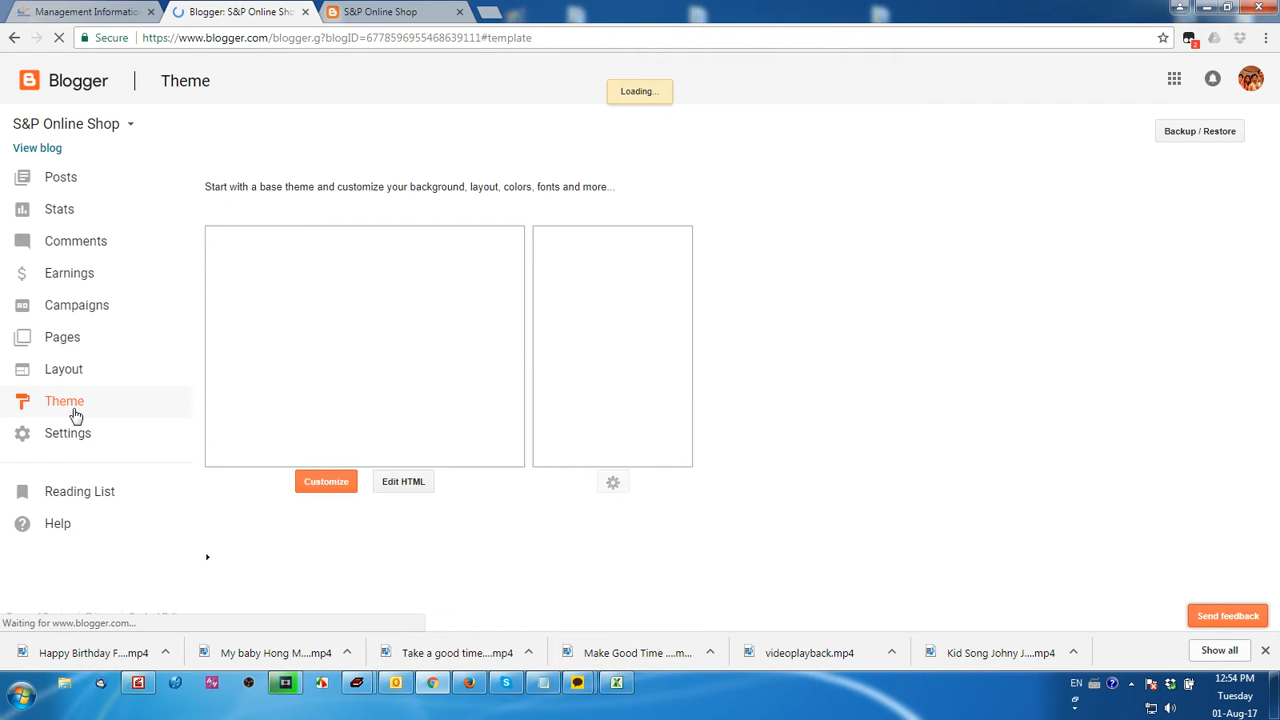 Management Informatio
Blogger: S&P Online Sho
S&P Online Shop
Secure
https://www.blogger.com/blogger.g?blogID=6778596955468639111#template
2
Blogger
Theme
Loading...
S&P Online Shop
Backup / Restore
View blog
Posts
Start with a base theme and customize your background, layout, colors, fonts and more...
Stats
Comments
Earnings
Campaigns
Pages
Layout
Theme
Settings
Customize
Edit HTML
Reading List
Help
Waiting for www.blogger.com...
Send feedback
Happy Birthday F....mp4
My baby Hong M....mp4
Take a good time....mp4
Make Good Time ....mp4
videoplayback.mp4
Kid Song Johny J....mp4
Show all
EN
12:54 PM
Tuesday
01-Aug-17